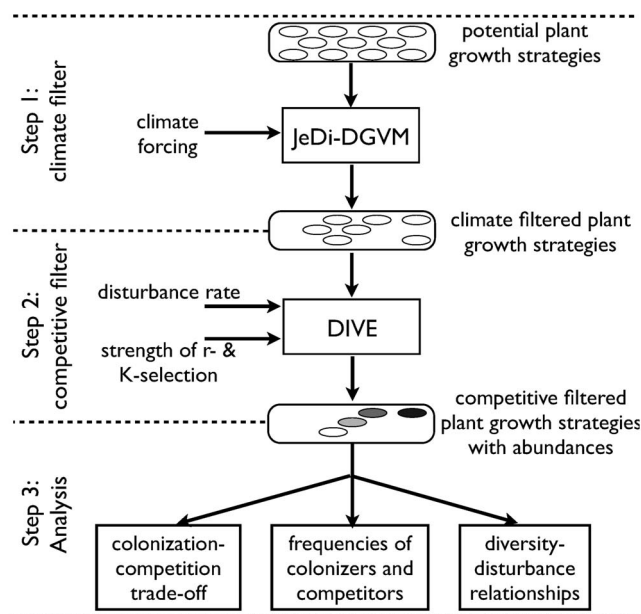 potential plant
growth strategies
Step 1:
climate filter
climate
forcing
JeDi-DGVM
climate filtered plant
growth strategies
Step 2:
competitive filter
disturbance rate
DIVE
strength of r- &
K-selection
competitive filtered
plant growth strategies
with abundances
Step 3:
Analysis
colonization-
competition
trade-off
frequencies of
colonizers and
competitors
diversity-
disturbance
relationships